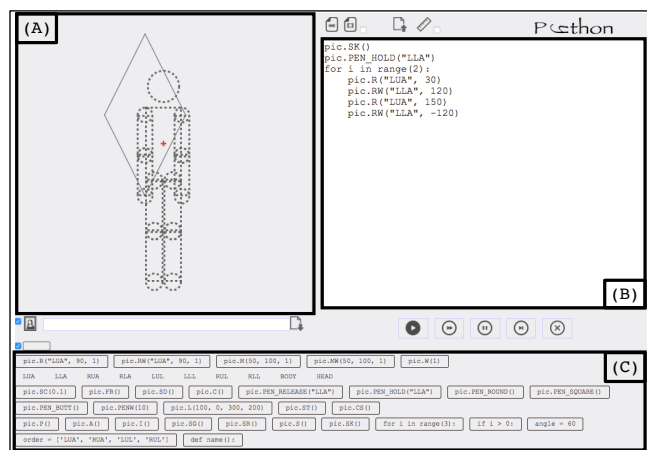 (A)
Pethon
pic.SK()
pic.PEN_HOLD("LLA")
for i in range(2):
    pic.R("LUA", 30)
    pic.RW("LLA", 120)
    pic.R("LUA", 150)
    pic.RW("LLA", -120)
(B)
pic.R("LUA", 90, 1) pic.RW("LUA", 90, 1) pic.M(50, 100, 1) pic.MW(50, 100, 1) pic.W(1)
(C)
LUA LLA RUA RLA LUL LLL RUL RLL BODY HEAD
pic.SC(0.1) pic.FR() pic.SD() pic.C() pic.PEN_RELEASE("LLA") pic.PEN_HOLD("LLA") pic.PEN_ROUND() pic.PEN_SQUARE()
pic.PEN_BUTT() pic.PENW(10) pic.L(100, 0, 300, 200) pic.ST() pic.CS()
pic.P() pic.A() pic.I() pic.SG() pic.SR() pic.S() pic.SK() for i in range(3): if i > 0: angle = 60
order = ['LUA', 'RUA', 'LUL', 'RUL'] def name():